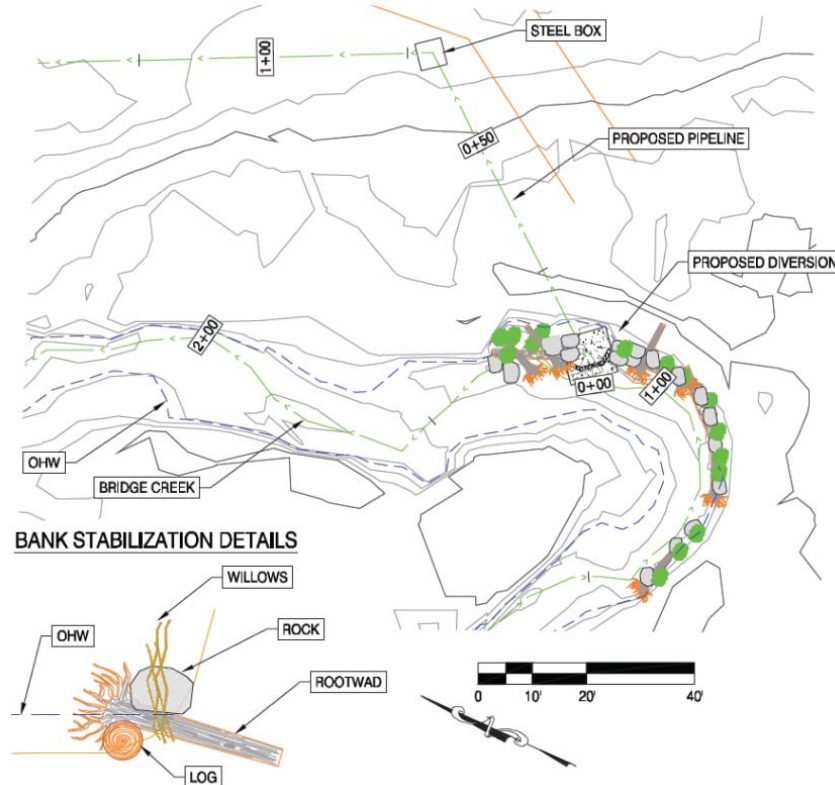 STEEL BOX
1+00
0+50
PROPOSED PIPELINE
PROPOSED DIVERSION
2+00
0+00
1+00
OHW
BRIDGE CREEK
BANK STABILIZATION DETAILS
WILLOWS
OHW
ROCK
ROOTWAD
LOG
0 10' 20' 40'